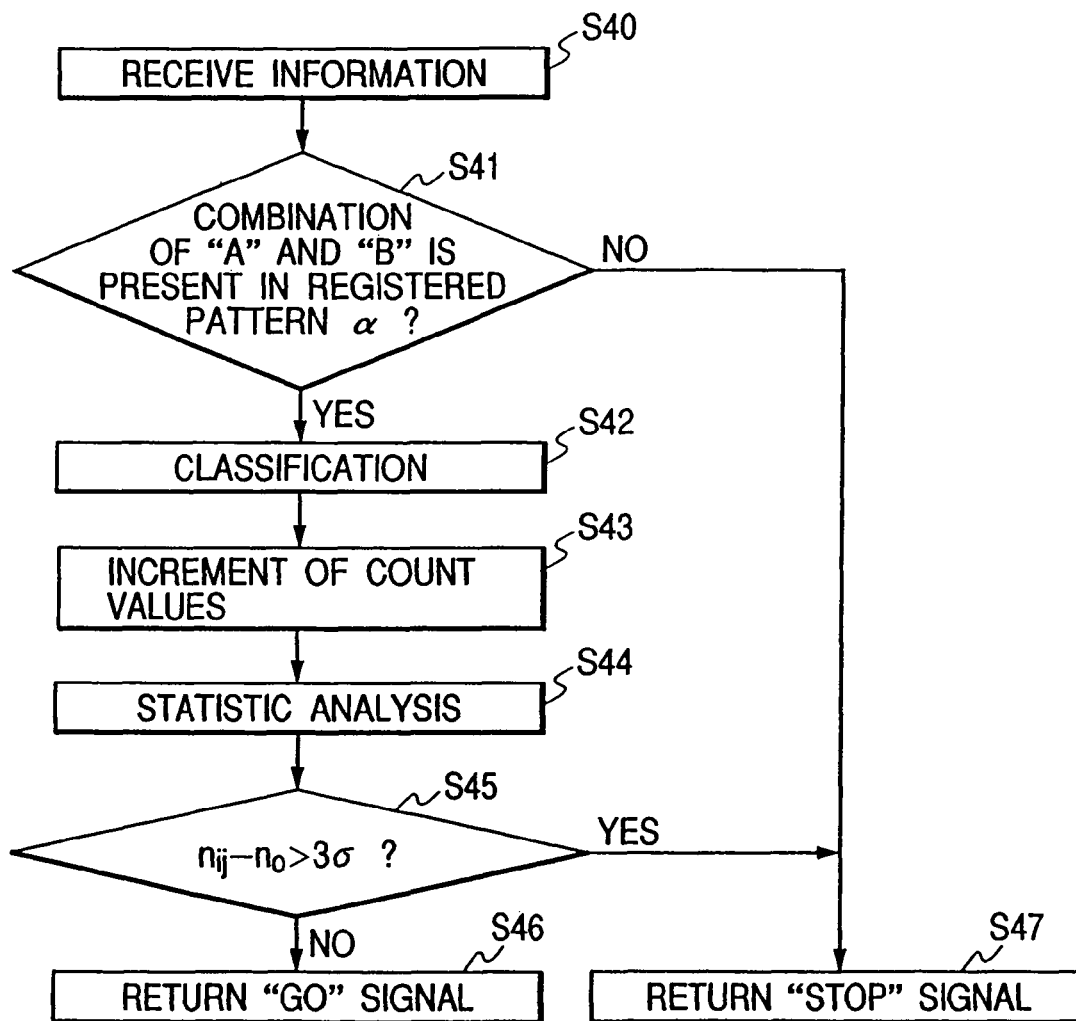 S40
RECEIVE INFORMATION
S41
COMBINATION
OF “A” AND “B” IS
PRESENT IN REGISTERED
PATTERN α ?
NO
YES
S42
CLASSIFICATION
S43
INCREMENT OF COUNT
VALUES
S44
STATISTIC ANALYSIS
S45
nij−n0>3σ ?
YES
NO
S46
RETURN “GO” SIGNAL
S47
RETURN “STOP” SIGNAL